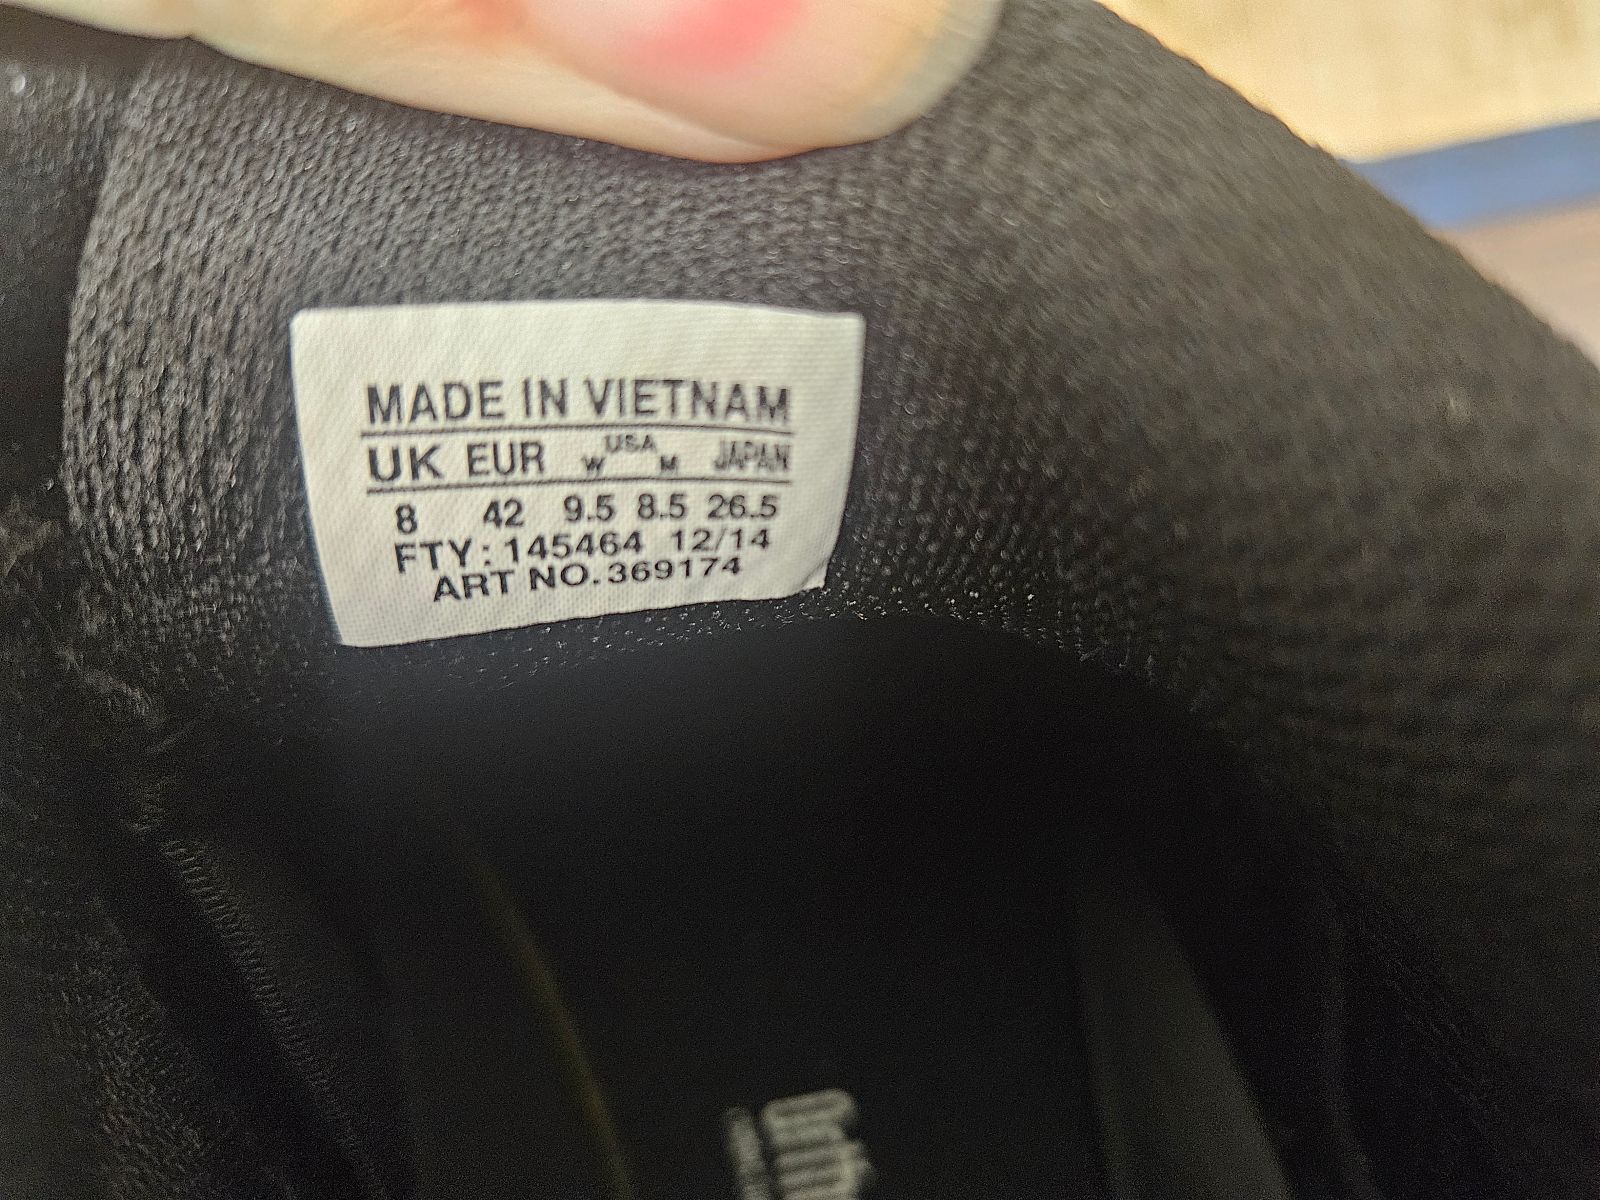 MADE IN VIETNAM
UK EUR USA W M JAPAN
8 42 9.5 8.5 26.5
FTY: 145464 12/14
ART NO. 369174